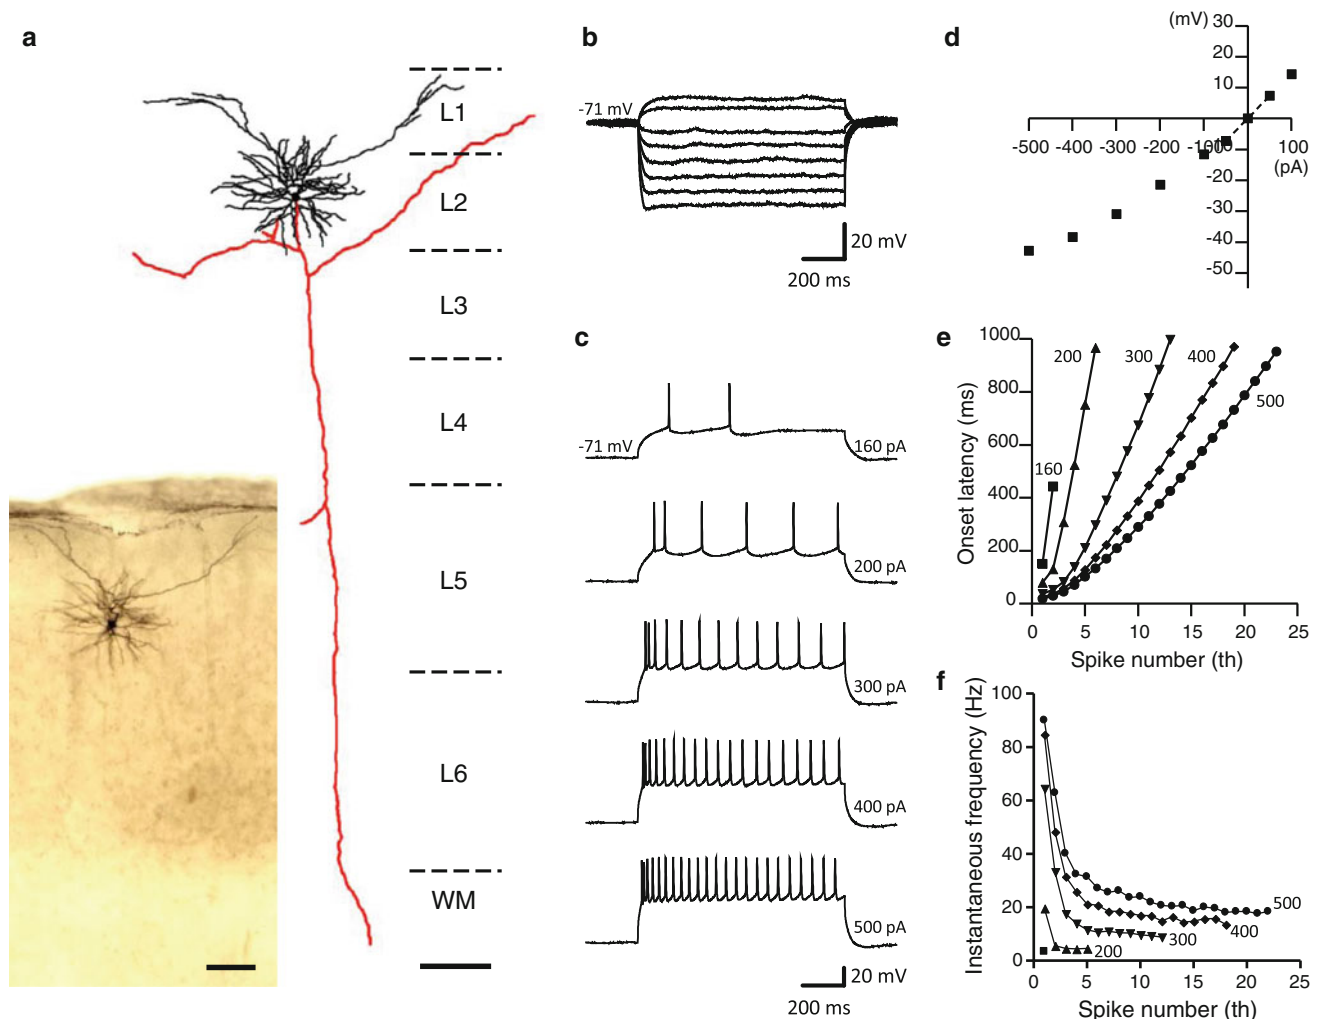 a
L1
L2
L3
L4
L5
L6
WM
b
-71 mV
20 mV
200 ms
c
-71 mV
160 pA
200 pA
300 pA
400 pA
500 pA
20 mV
200 ms
d
(mV)
30
20
10
-500 -400 -300 -200 -100 100
(pA)
-10
-20
-30
-40
-50
e
Onset latency (ms)
1000
800
600
400
200
0
160
200
300
400
500
0 5 10 15 20 25
Spike number (th)
f
Instantaneous frequency (Hz)
100
80
60
40
20
0
500
400
300
200
0 5 10 15 20 25
Spike number (th)